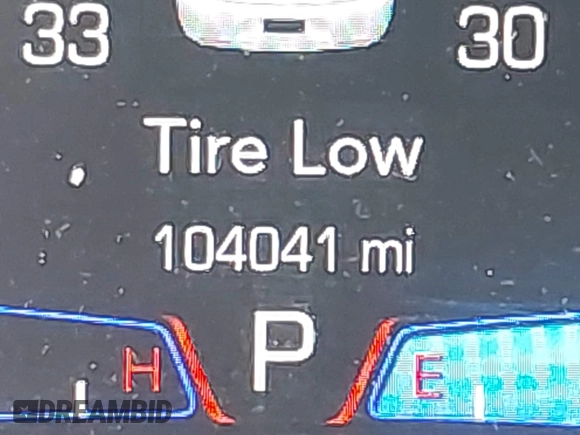 33 30
Tire Low
104041 mi
P
H E
DREAMBID